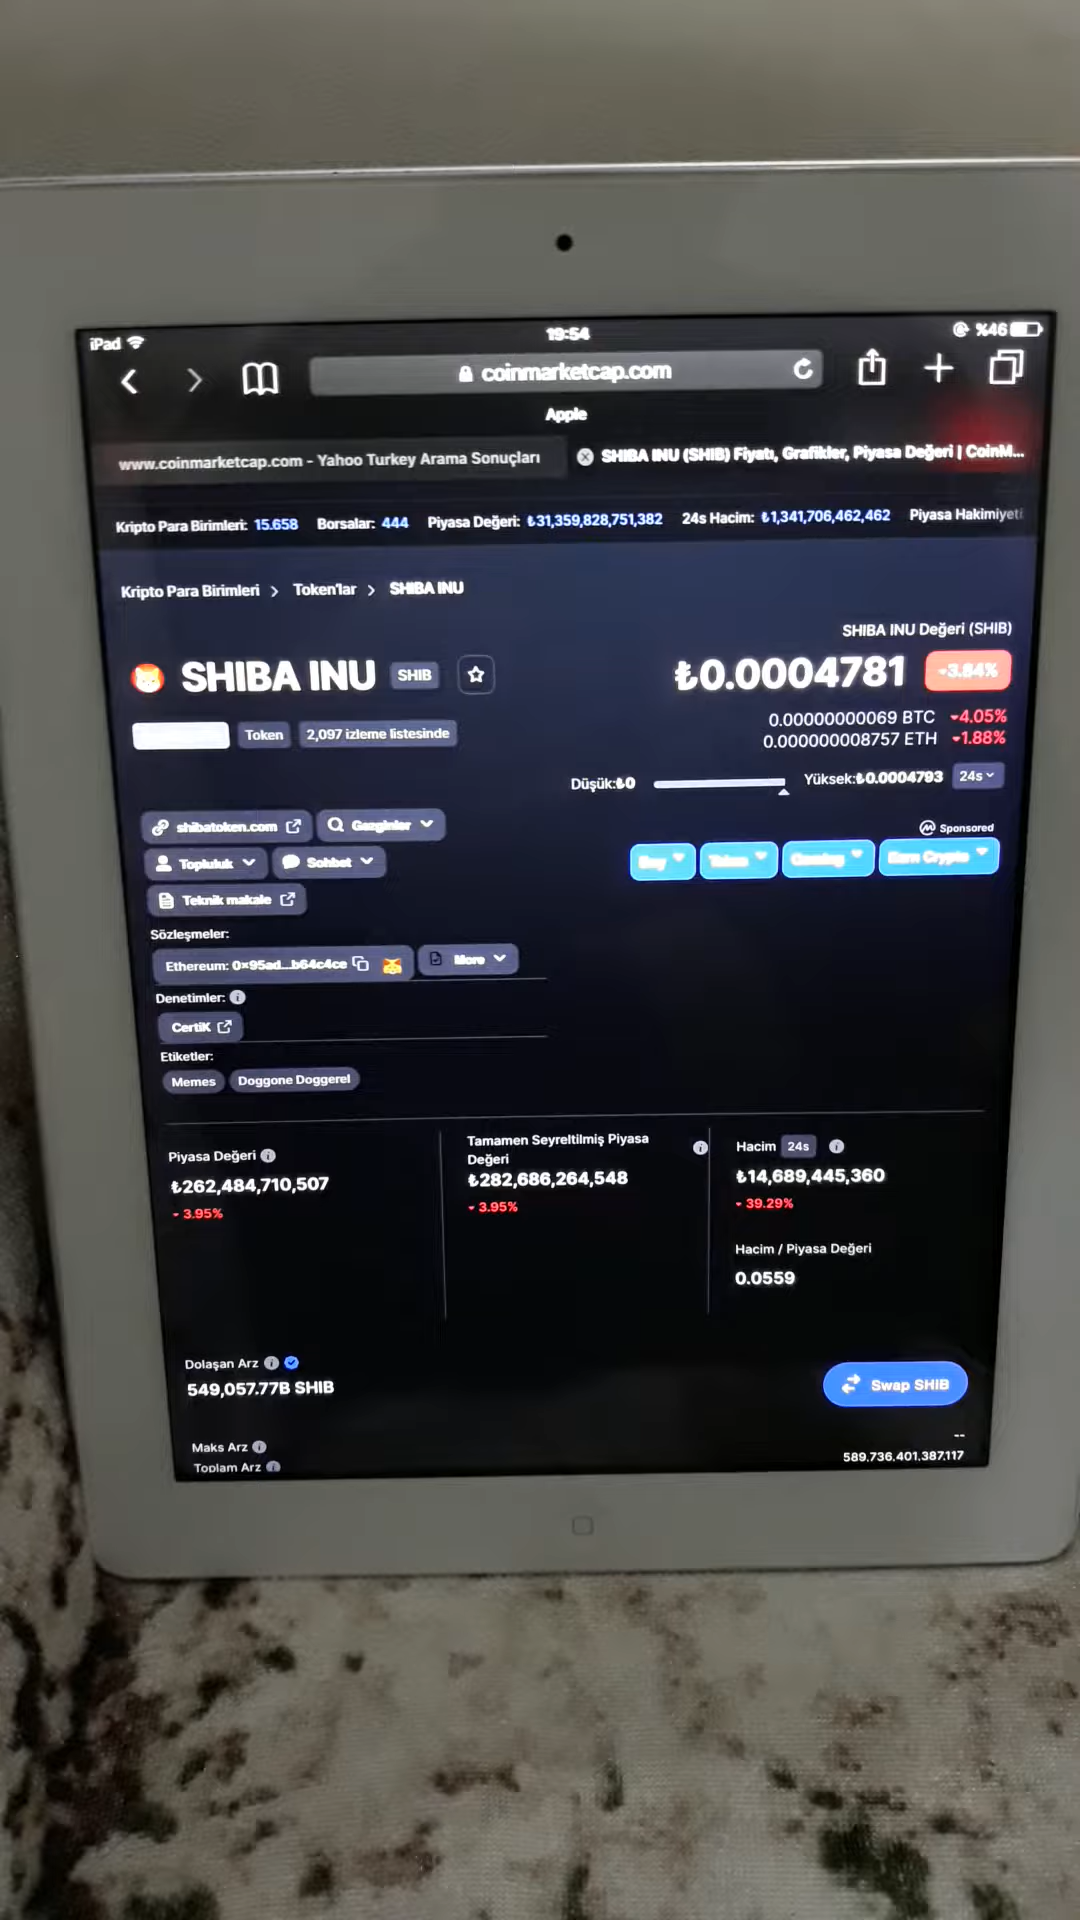 iPad
19:54
%46
coinmarketcap.com
Apple
www.coinmarketcap.com - Yahoo Turkey Arama Sonuçları
SHIBA INU (SHIB) Fiyatı, Grafikler, Piyasa Değeri | CoinM...
Kripto Para Birimleri: 15.658 Borsalar: 444 Piyasa Değeri: ₺31,359,828,751,382 24s Hacim: ₺1,341,706,462,462 Piyasa Hakimiyeti
Kripto Para Birimleri > Token'lar > SHIBA INU
SHIBA INU Değeri (SHIB)
SHIBA INU SHIB
₺0.0004781 -3.84%
0.00000000069 BTC -4.05%
0.000000008757 ETH -1.88%
Token 2,097 izleme listesinde
Düşük:₺0 Yüksek:₺0.0004793 24s
shibatoken.com Gezginler
Sponsored
Topluluk Sohbet
Buy Token Gaming Earn Crypto
Teknik makale
Sözleşmeler:
Ethereum: 0x95ad...b64c4ce More
Denetimler:
CertiK
Etiketler:
Memes Doggone Doggerel
Piyasa Değeri
₺262,484,710,507
- 3.95%
Tamamen Seyreltilmiş Piyasa
Değeri
₺282,686,264,548
- 3.95%
Hacim 24s
₺14,689,445,360
- 39.29%
Hacim / Piyasa Değeri
0.0559
Dolaşan Arz
549,057.77B SHIB
Swap SHIB
Maks Arz --
Toplam Arz 589,736,401,387,117